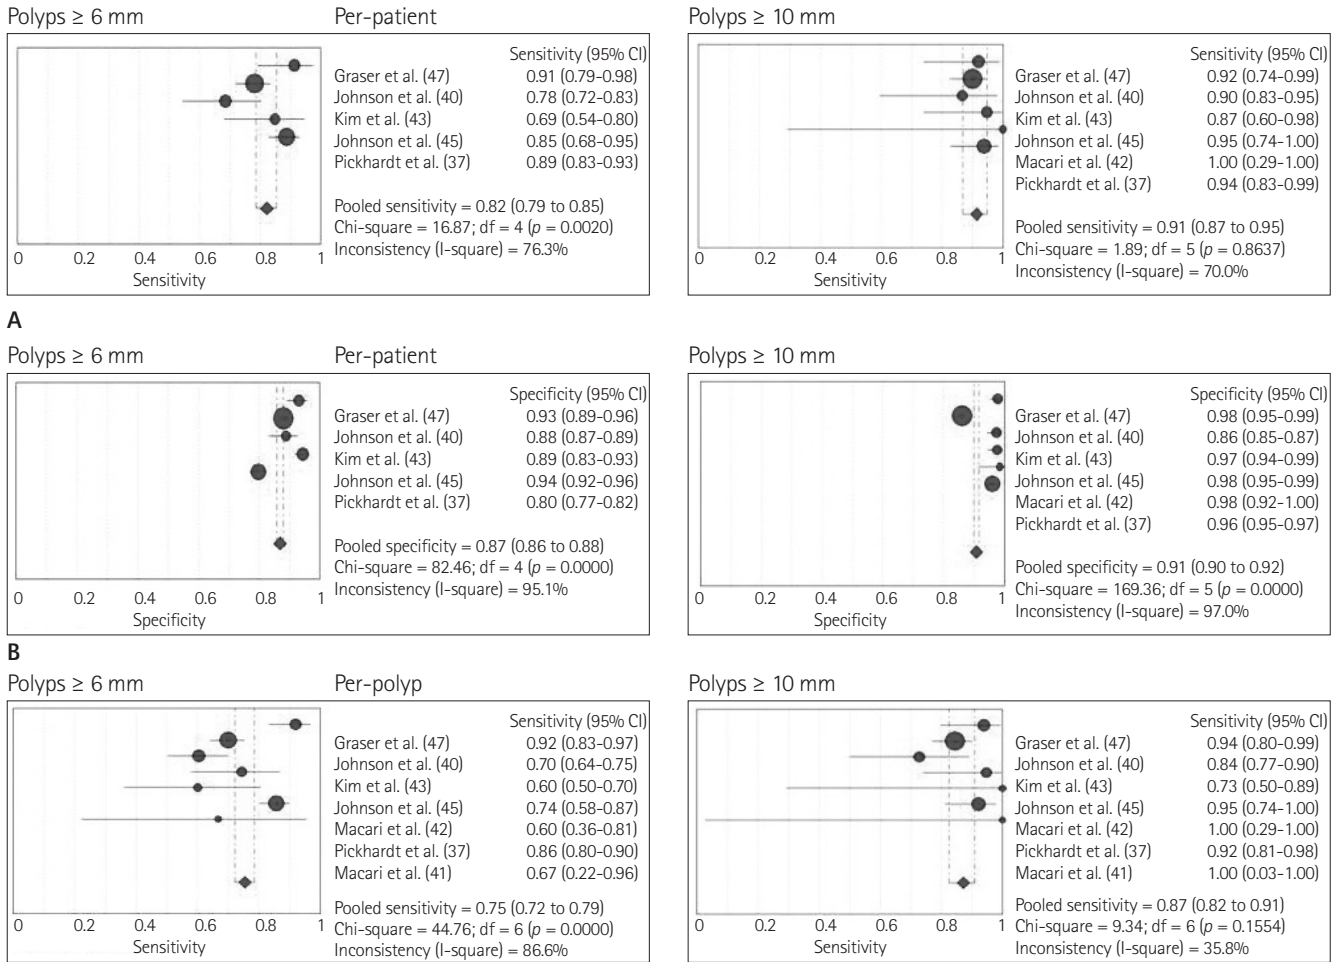 Polyps ≥ 6 mm Per-patient
Sensitivity (95% CI)
Graser et al. (47) 0.91 (0.79-0.98)
Johnson et al. (40) 0.78 (0.72-0.83)
Kim et al. (43) 0.69 (0.54-0.80)
Johnson et al. (45) 0.85 (0.68-0.95)
Pickhardt et al. (37) 0.89 (0.83-0.93)
Pooled sensitivity = 0.82 (0.79 to 0.85)
Chi-square = 16.87; df = 4 (p = 0.0020)
Inconsistency (I-square) = 76.3%
0 0.2 0.4 0.6 0.8 1
Sensitivity
Polyps ≥ 10 mm
Sensitivity (95% CI)
Graser et al. (47) 0.92 (0.74-0.99)
Johnson et al. (40) 0.90 (0.83-0.95)
Kim et al. (43) 0.87 (0.60-0.98)
Johnson et al. (45) 0.95 (0.74-1.00)
Macari et al. (42) 1.00 (0.29-1.00)
Pickhardt et al. (37) 0.94 (0.83-0.99)
Pooled sensitivity = 0.91 (0.87 to 0.95)
Chi-square = 1.89; df = 5 (p = 0.8637)
Inconsistency (I-square) = 70.0%
0 0.2 0.4 0.6 0.8 1
Sensitivity
A
Polyps ≥ 6 mm Per-patient
Specificity (95% CI)
Graser et al. (47) 0.93 (0.89-0.96)
Johnson et al. (40) 0.88 (0.87-0.89)
Kim et al. (43) 0.89 (0.83-0.93)
Johnson et al. (45) 0.94 (0.92-0.96)
Pickhardt et al. (37) 0.80 (0.77-0.82)
Pooled specificity = 0.87 (0.86 to 0.88)
Chi-square = 82.46; df = 4 (p = 0.0000)
Inconsistency (I-square) = 95.1%
0 0.2 0.4 0.6 0.8 1
Specificity
Polyps ≥ 10 mm
Specificity (95% CI)
Graser et al. (47) 0.98 (0.95-0.99)
Johnson et al. (40) 0.86 (0.85-0.87)
Kim et al. (43) 0.97 (0.94-0.99)
Johnson et al. (45) 0.98 (0.95-0.99)
Macari et al. (42) 0.98 (0.92-1.00)
Pickhardt et al. (37) 0.96 (0.95-0.97)
Pooled specificity = 0.91 (0.90 to 0.92)
Chi-square = 169.36; df = 5 (p = 0.0000)
Inconsistency (I-square) = 97.0%
0 0.2 0.4 0.6 0.8 1
Specificity
B
Polyps ≥ 6 mm Per-polyp
Sensitivity (95% CI)
Graser et al. (47) 0.92 (0.83-0.97)
Johnson et al. (40) 0.70 (0.64-0.75)
Kim et al. (43) 0.60 (0.50-0.70)
Johnson et al. (45) 0.74 (0.58-0.87)
Macari et al. (42) 0.60 (0.36-0.81)
Pickhardt et al. (37) 0.86 (0.80-0.90)
Macari et al. (41) 0.67 (0.22-0.96)
Pooled sensitivity = 0.75 (0.72 to 0.79)
Chi-square = 44.76; df = 6 (p = 0.0000)
Inconsistency (I-square) = 86.6%
0 0.2 0.4 0.6 0.8 1
Sensitivity
Polyps ≥ 10 mm
Sensitivity (95% CI)
Graser et al. (47) 0.94 (0.80-0.99)
Johnson et al. (40) 0.84 (0.77-0.90)
Kim et al. (43) 0.73 (0.50-0.89)
Johnson et al. (45) 0.95 (0.74-1.00)
Macari et al. (42) 1.00 (0.29-1.00)
Pickhardt et al. (37) 0.92 (0.81-0.98)
Macari et al. (41) 1.00 (0.03-1.00)
Pooled sensitivity = 0.87 (0.82 to 0.91)
Chi-square = 9.34; df = 6 (p = 0.1554)
Inconsistency (I-square) = 35.8%
0 0.2 0.4 0.6 0.8 1
Sensitivity